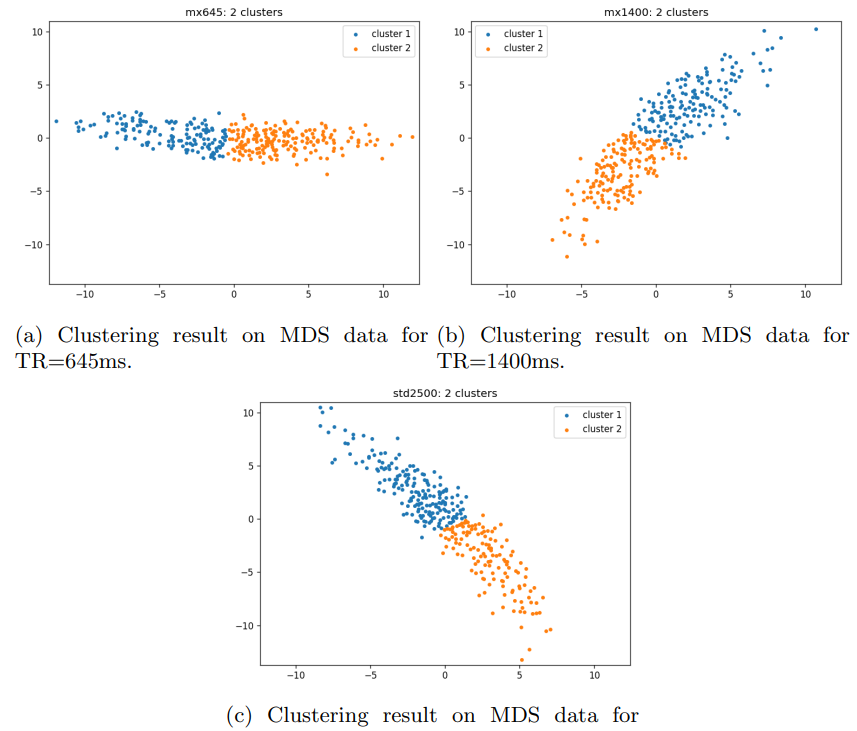 mx645: 2 clusters
cluster 1
cluster 2
10
5
0
−5
−10
−10 −5 0 5 10
mx1400: 2 clusters
cluster 1
cluster 2
10
5
0
−5
−10
−10 −5 0 5 10
(a) Clustering result on MDS data for
TR=645ms.
(b) Clustering result on MDS data for
TR=1400ms.
std2500: 2 clusters
cluster 1
cluster 2
10
5
0
−5
−10
−10 −5 0 5 10
(c) Clustering result on MDS data for